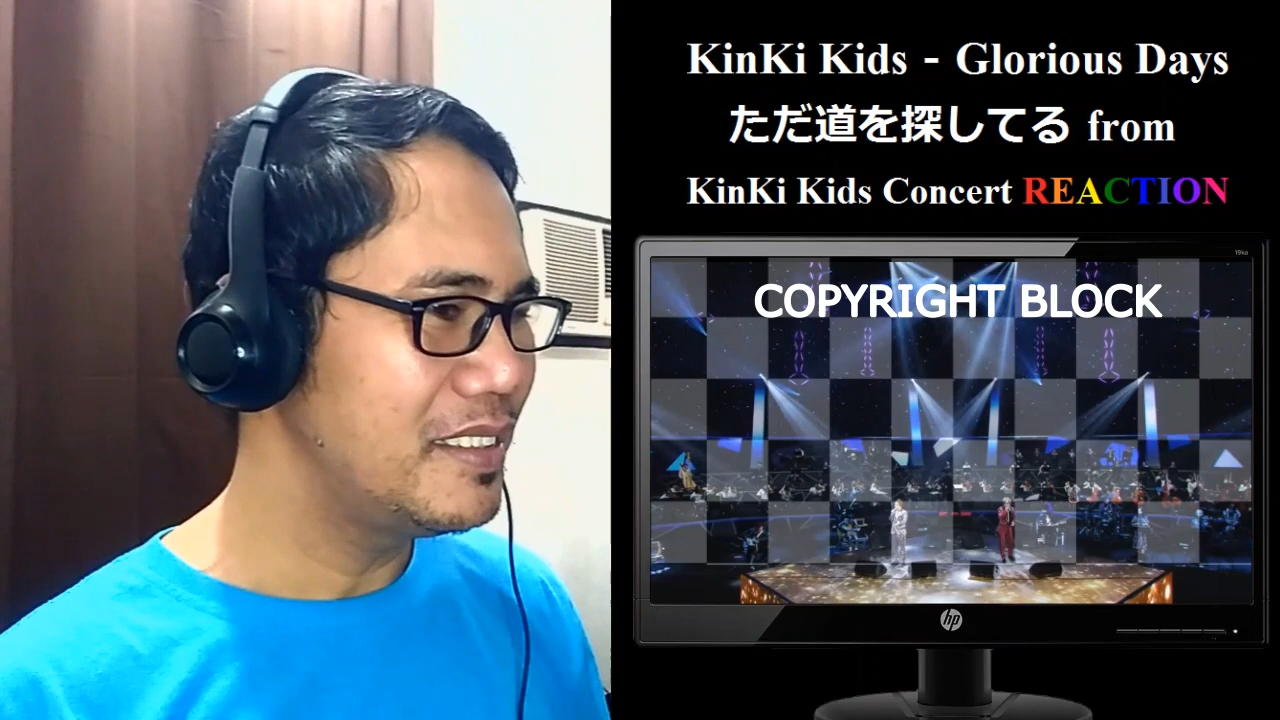 KinKi Kids - Glorious Days
ただ道を探してる from
KinKi Kids Concert REACTION
COPYRIGHT BLOCK
hp